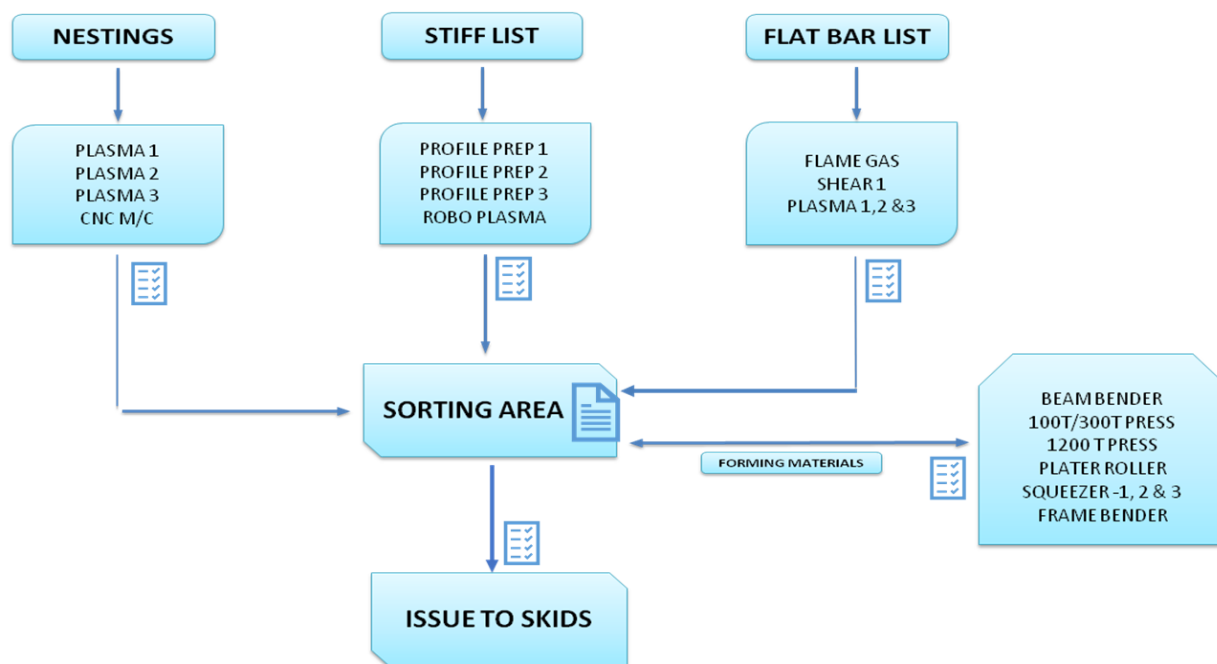 NESTINGS
STIFF LIST
FLAT BAR LIST
PLASMA 1
PLASMA 2
PLASMA 3
CNC M/C
PROFILE PREP 1
PROFILE PREP 2
PROFILE PREP 3
ROBO PLASMA
FLAME GAS
SHEAR 1
PLASMA 1,2 &3
SORTING AREA
FORMING MATERIALS
BEAM BENDER
100T/300T PRESS
1200 T PRESS
PLATER ROLLER
SQUEEZER -1, 2 & 3
FRAME BENDER
ISSUE TO SKIDS